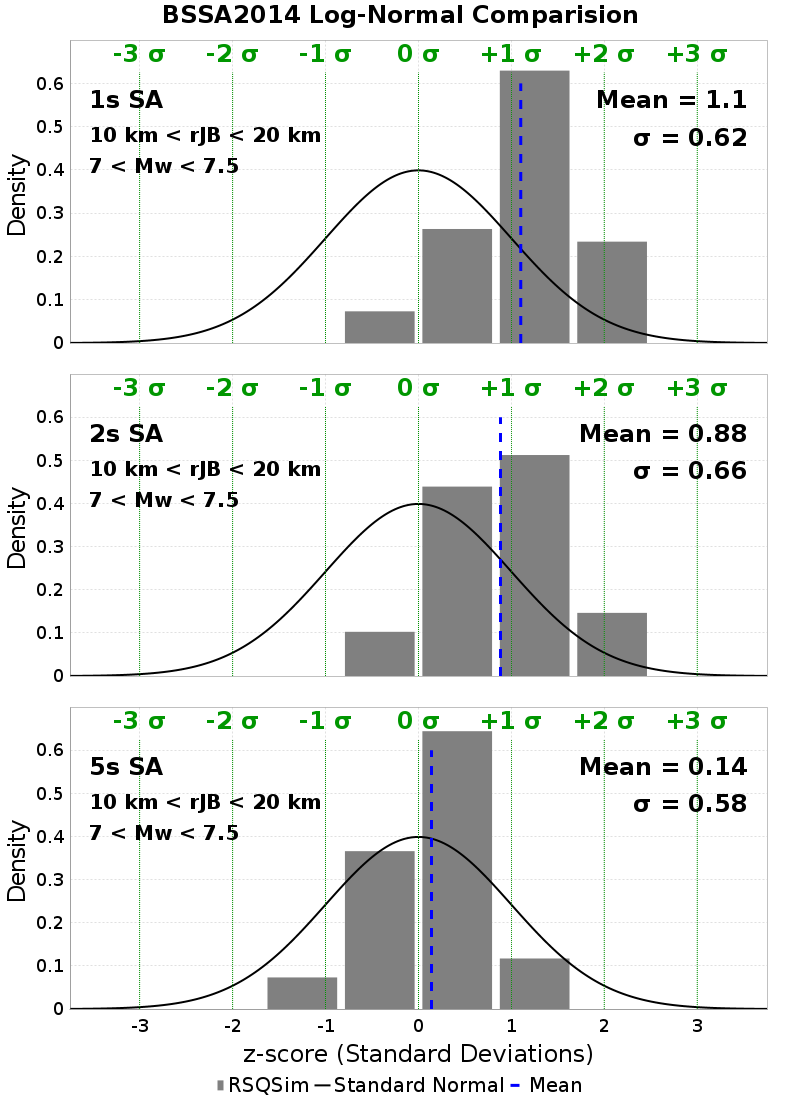 BSSA2014 Log-Normal Comparision
-3 σ -2 σ -1 σ 0 σ +1 σ +2 σ +3 σ
1s SA
Mean = 1.1
10 km < rJB < 20 km
σ = 0.62
7 < Mw < 7.5
Density
0.6
0.5
0.4
0.3
0.2
0.1
0
-3 σ -2 σ -1 σ 0 σ +1 σ +2 σ +3 σ
2s SA
Mean = 0.88
10 km < rJB < 20 km
σ = 0.66
7 < Mw < 7.5
Density
0.6
0.5
0.4
0.3
0.2
0.1
0
-3 σ -2 σ -1 σ 0 σ +1 σ +2 σ +3 σ
5s SA
Mean = 0.14
10 km < rJB < 20 km
σ = 0.58
7 < Mw < 7.5
Density
0.6
0.5
0.4
0.3
0.2
0.1
0
-3 -2 -1 0 1 2 3
z-score (Standard Deviations)
RSQSim Standard Normal Mean